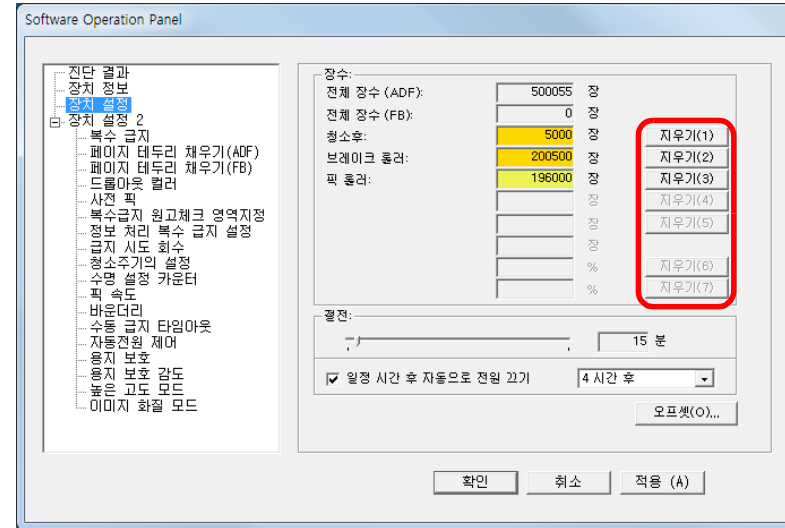 Software Operation Panel
진단 결과
장치 정보
장치 설정
장치 설정 2
복수 급지
페이지 테두리 채우기(ADF)
페이지 테두리 채우기(FB)
드롭아웃 컬러
사전 픽
복수급지 원고체크 영역지정
정보 처리 복수 급지 설정
급지 시도 회수
청소주기의 설정
수명 설정 카운터
픽 속도
바운더리
수동 급지 타임아웃
자동전원 제어
용지 보호
용지 보호 감도
높은 고도 모드
이미지 화질 모드
장수:
전체 장수 (ADF): 500055 장
전체 장수 (FB): 0 장
청소후: 5000 장 지우기(1)
브레이크 롤러: 200500 장 지우기(2)
픽 롤러: 196000 장 지우기(3)
장 지우기(4)
장 지우기(5)
장
% 지우기(6)
% 지우기(7)
절전:
15 분
일정 시간 후 자동으로 전원 끄기 4 시간 후
오프셋(O)...
확인 취소 적용 (A)